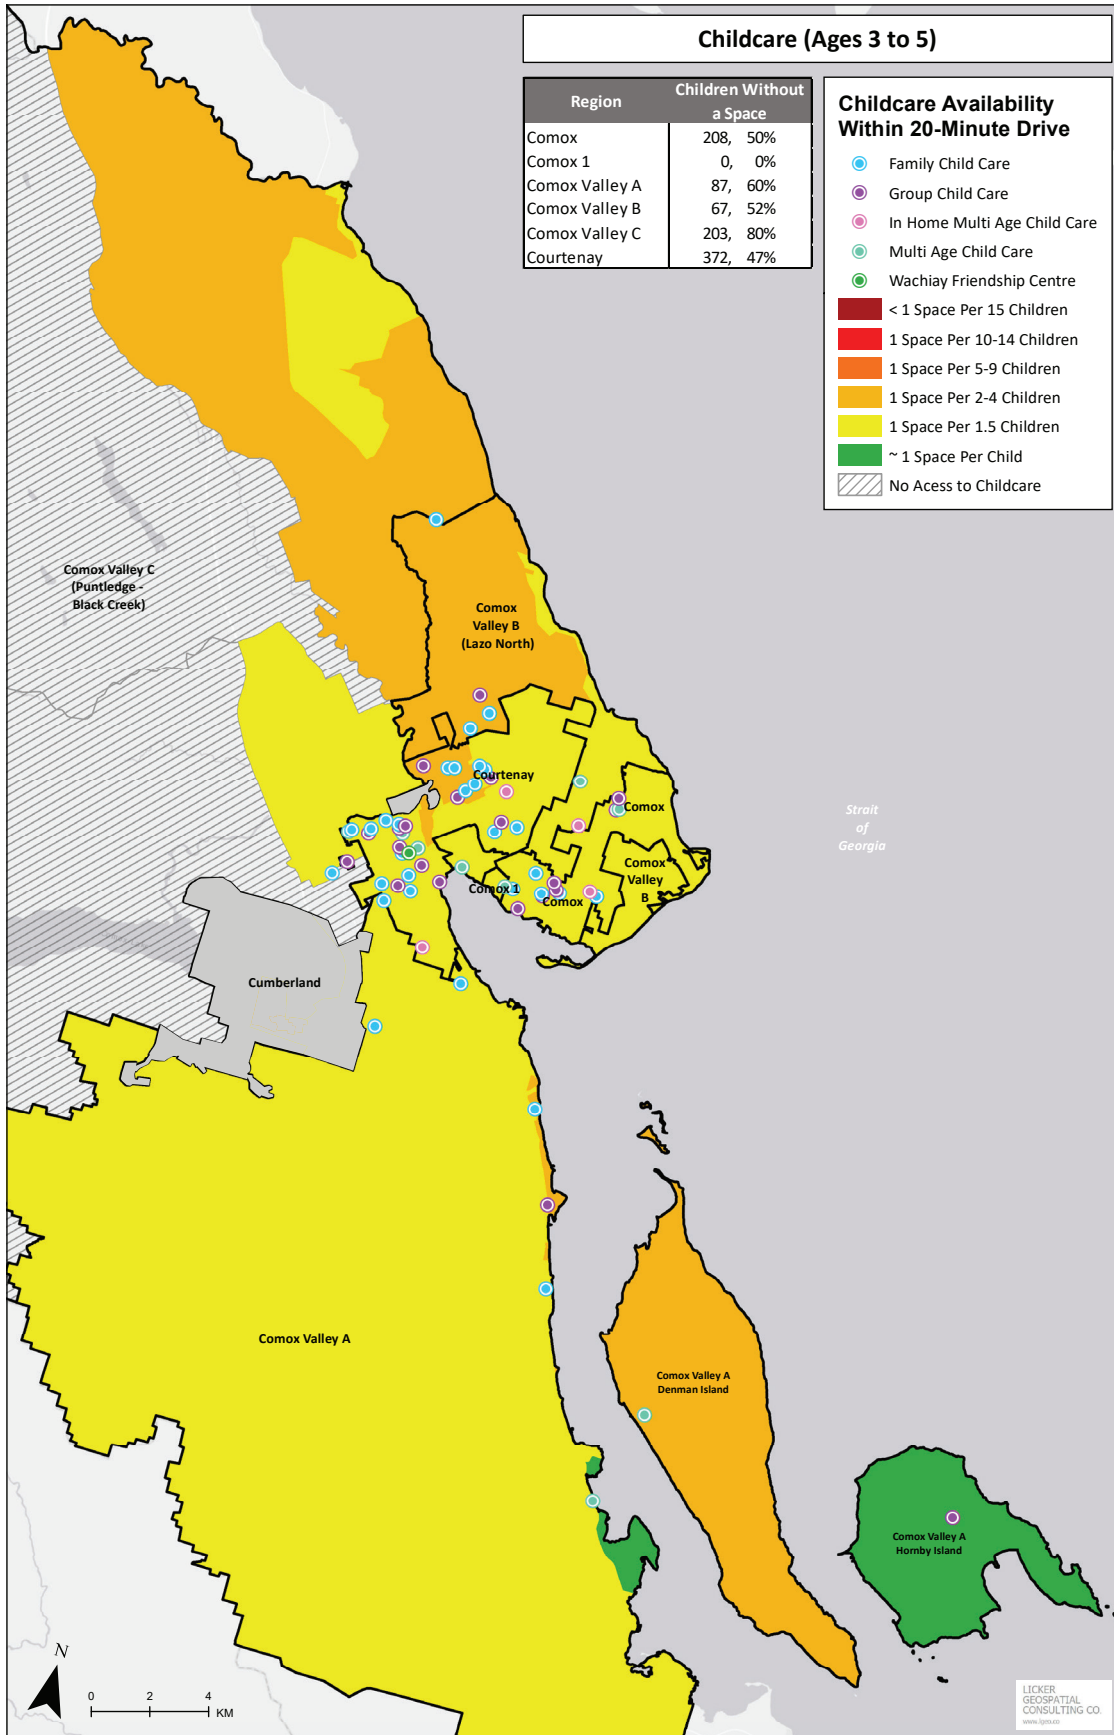 Childcare (Ages 3 to 5)
Region Children Without a Space
Comox 208, 50%
Comox 1 0, 0%
Comox Valley A 87, 60%
Comox Valley B 67, 52%
Comox Valley C 203, 80%
Courtenay 372, 47%
Childcare Availability
Within 20-Minute Drive
Family Child Care
Group Child Care
In Home Multi Age Child Care
Multi Age Child Care
Wachiay Friendship Centre
< 1 Space Per 15 Children
1 Space Per 10-14 Children
1 Space Per 5-9 Children
1 Space Per 2-4 Children
1 Space Per 1.5 Children
~ 1 Space Per Child
No Acess to Childcare
Comox Valley C
(Puntledge -
Black Creek)
Comox
Valley B
(Lazo North)
Courtenay
Comox
Strait
of
Georgia
Comox
Valley
B
Comox 1
Comox
Cumberland
Comox Valley A
Comox Valley A
Denman Island
Comox Valley A
Hornby Island
N
0 2 4
KM
LICKER
GEOSPATIAL
CONSULTING CO.
www.lgeo.co